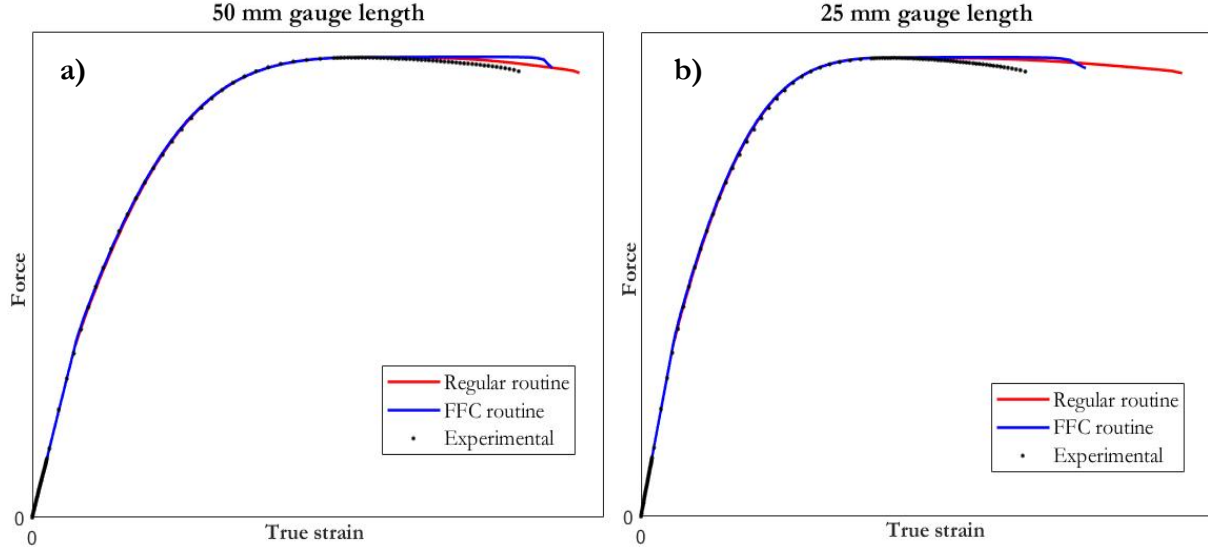 50 mm gauge length
a)
Force
Regular routine
FFC routine
Experimental
0
0
True strain
25 mm gauge length
b)
Force
Regular routine
FFC routine
Experimental
0
0
True strain